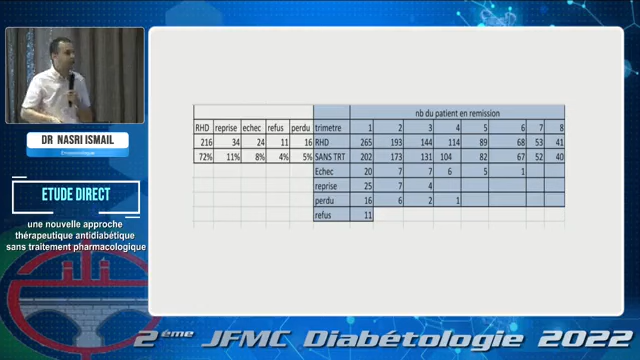 nb du patient en remission
RHD reprise echec refus perdu trimetre 1 2 3 4 5 6 7 8
216 34 24 11 16 RHD 265 193 144 114 89 68 53 41
72% 11% 8% 4% 5% SANS TRT 202 173 131 104 82 67 52 40
Echec 20 7 7 6 5 1
reprise 25 7 4
perdu 16 6 2 1
refus 11
DR NASRI ISMAIL
ETUDE DIRECT
une nouvelle approche
thérapeutique antidiabétique
sans traitement pharmacologique
2ème JFMC Diabétologie 2022